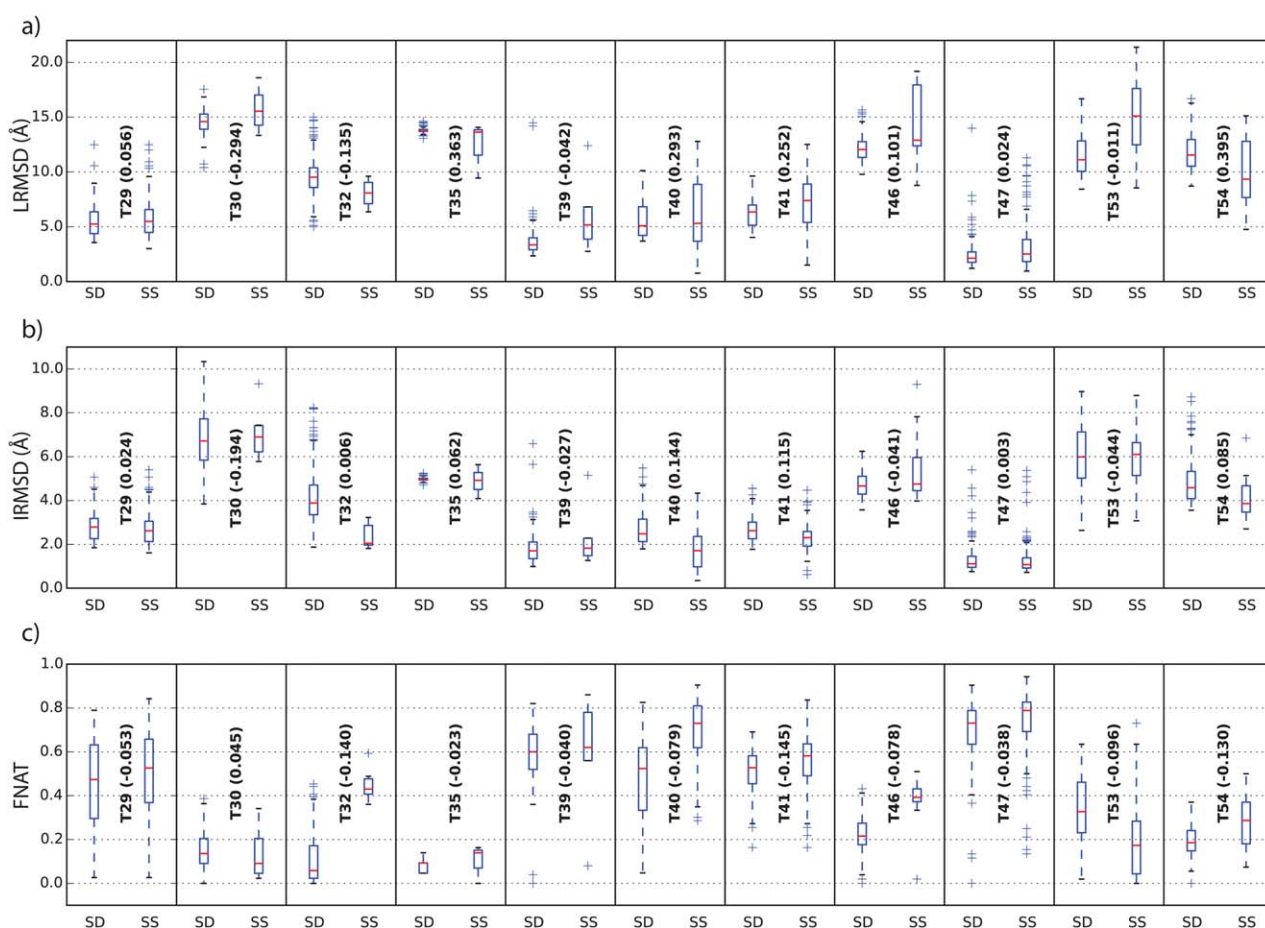 a)
LRMSD (Å)
20.0
15.0
10.0
5.0
0.0
T29 (0.056)
T30 (-0.294)
T32 (-0.135)
T35 (0.363)
T39 (-0.042)
T40 (0.293)
T41 (0.252)
T46 (0.101)
T47 (0.024)
T53 (-0.011)
T54 (0.395)
SD SS SD SS SD SS SD SS SD SS SD SS SD SS SD SS SD SS SD SS SD SS
b)
IRMSD (Å)
10.0
8.0
6.0
4.0
2.0
0.0
T29 (0.024)
T30 (-0.194)
T32 (0.006)
T35 (0.062)
T39 (-0.027)
T40 (0.144)
T41 (0.115)
T46 (-0.041)
T47 (0.003)
T53 (-0.044)
T54 (0.085)
SD SS SD SS SD SS SD SS SD SS SD SS SD SS SD SS SD SS SD SS SD SS
c)
FNAT
1.0
0.8
0.6
0.4
0.2
0.0
T29 (-0.053)
T30 (0.045)
T32 (-0.140)
T35 (-0.023)
T39 (-0.040)
T40 (-0.079)
T41 (-0.145)
T46 (-0.078)
T47 (-0.038)
T53 (-0.096)
T54 (-0.130)
SD SS SD SS SD SS SD SS SD SS SD SS SD SS SD SS SD SS SD SS SD SS